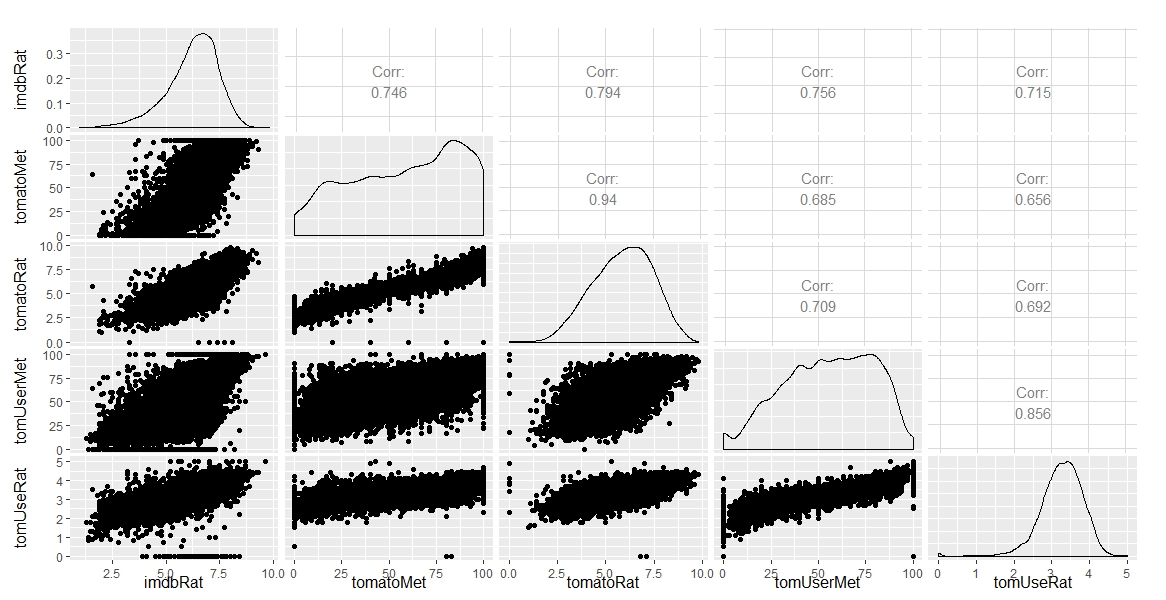 imdbRat
0.3
0.2
0.1
0.0
Corr:
0.746
Corr:
0.794
Corr:
0.756
Corr:
0.715
tomatoMet
100
75
50
25
0
Corr:
0.94
Corr:
0.685
Corr:
0.656
tomatoRat
10.0
7.5
5.0
2.5
0.0
Corr:
0.709
Corr:
0.692
tomUserMet
100
75
50
25
0
Corr:
0.856
tomUseRat
5
4
3
2
1
0
2.5 5.0 7.5 10.0
0 25 50 75 100
0.0 2.5 5.0 7.5 10.0
0 25 50 75 100
0 1 2 3 4 5
imdbRat
tomatoMet
tomatoRat
tomUserMet
tomUseRat